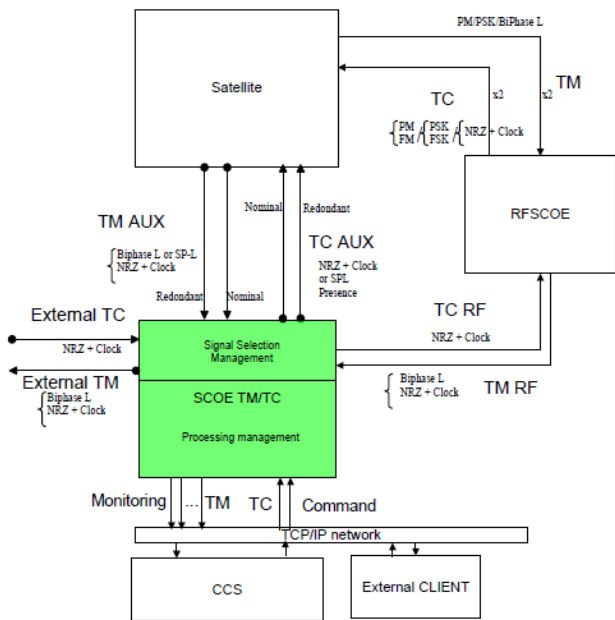 PM/PSK/BiPhase L
Satellite
TC
x2
x2
TM
{PM FM / {PSK FSK / {NRZ + Clock
RFSCOE
Nominal
Redondant
TM AUX
{Biphase L or SP-L
NRZ + Clock
TC AUX
NRZ + Clock
or SPL
Presence
Redondant
Nominal
External TC
NRZ + Clock
Signal Selection
Management
TC RF
NRZ + Clock
External TM
{Biphase L
NRZ + Clock
TM RF
{Biphase L
NRZ + Clock
SCOE TM/TC
Processing management
Monitoring
...
TM
TC
Command
TCP/IP network
CCS
External CLIENT